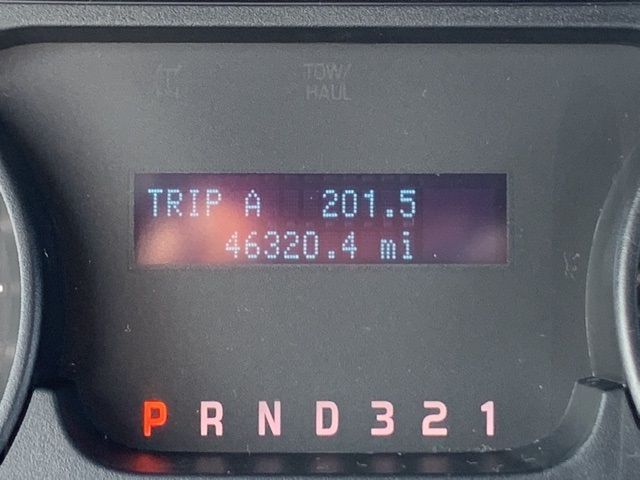 TOW/
HAUL
TRIP A 201.5
46320.4 mi
P R N D 3 2 1